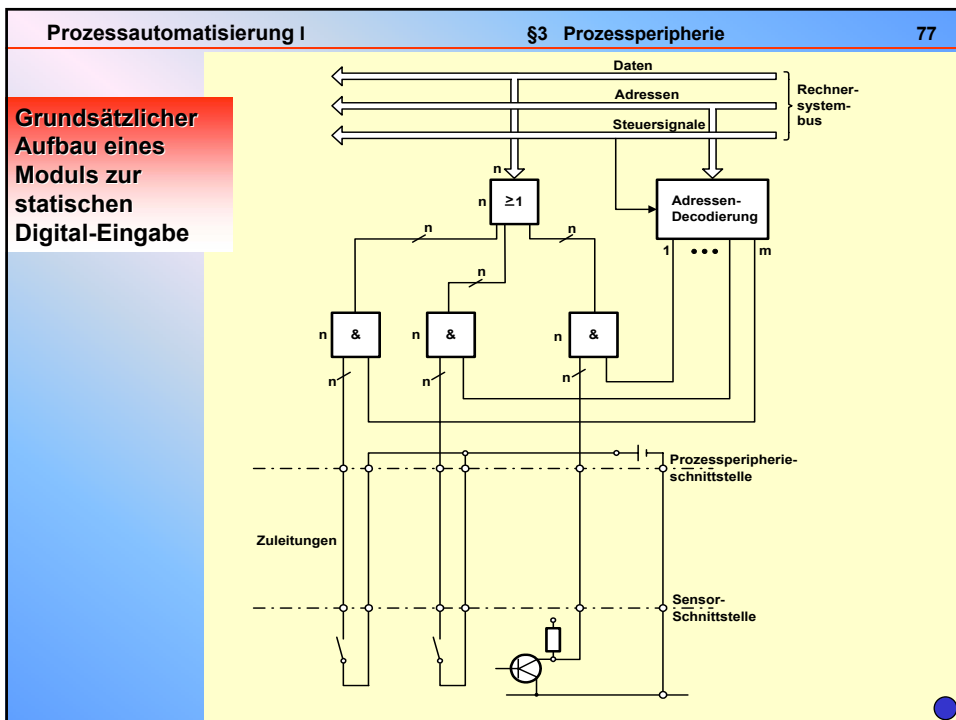 Prozessautomatisierung I §3 Prozessperipherie 77
Grundsätzlicher
Aufbau eines
Moduls zur
statischen
Digital-Eingabe
Daten
Adressen
Steuersignale
Rechner-
system-
bus
n
n ≥1
Adressen-
Decodierung
1 m
n n
n
n & n & n &
n n n
Prozessperipherie-
schnittstelle
Zuleitungen
Sensor-
Schnittstelle